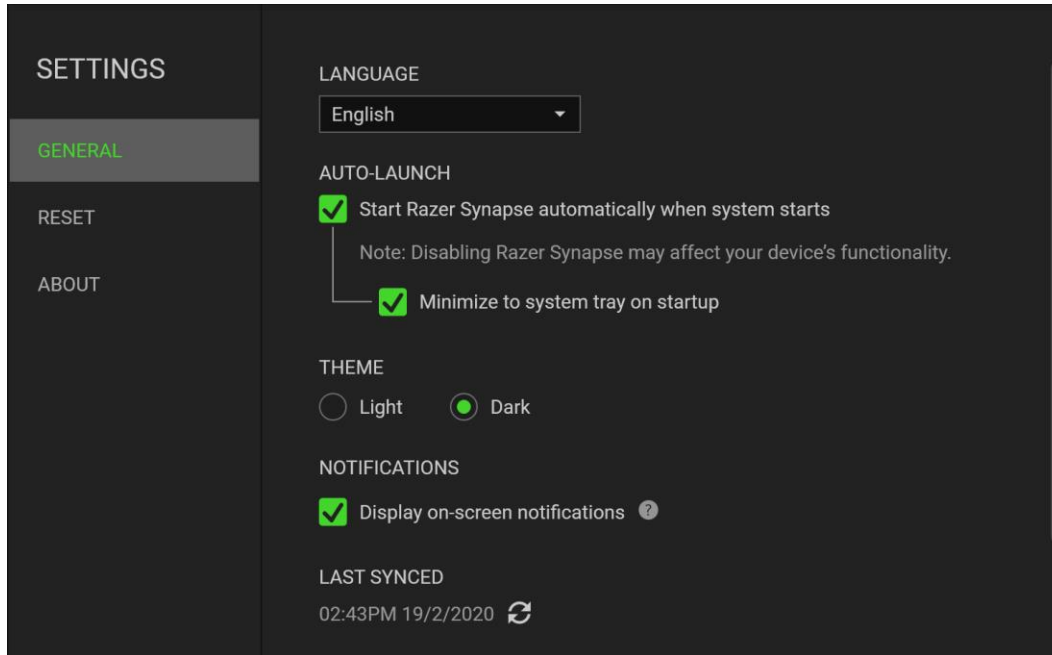 SETTINGS
GENERAL
RESET
ABOUT
LANGUAGE
English
AUTO-LAUNCH
Start Razer Synapse automatically when system starts
Note: Disabling Razer Synapse may affect your device’s functionality.
Minimize to system tray on startup
THEME
Light
Dark
NOTIFICATIONS
Display on-screen notifications ?
LAST SYNCED
02:43PM 19/2/2020